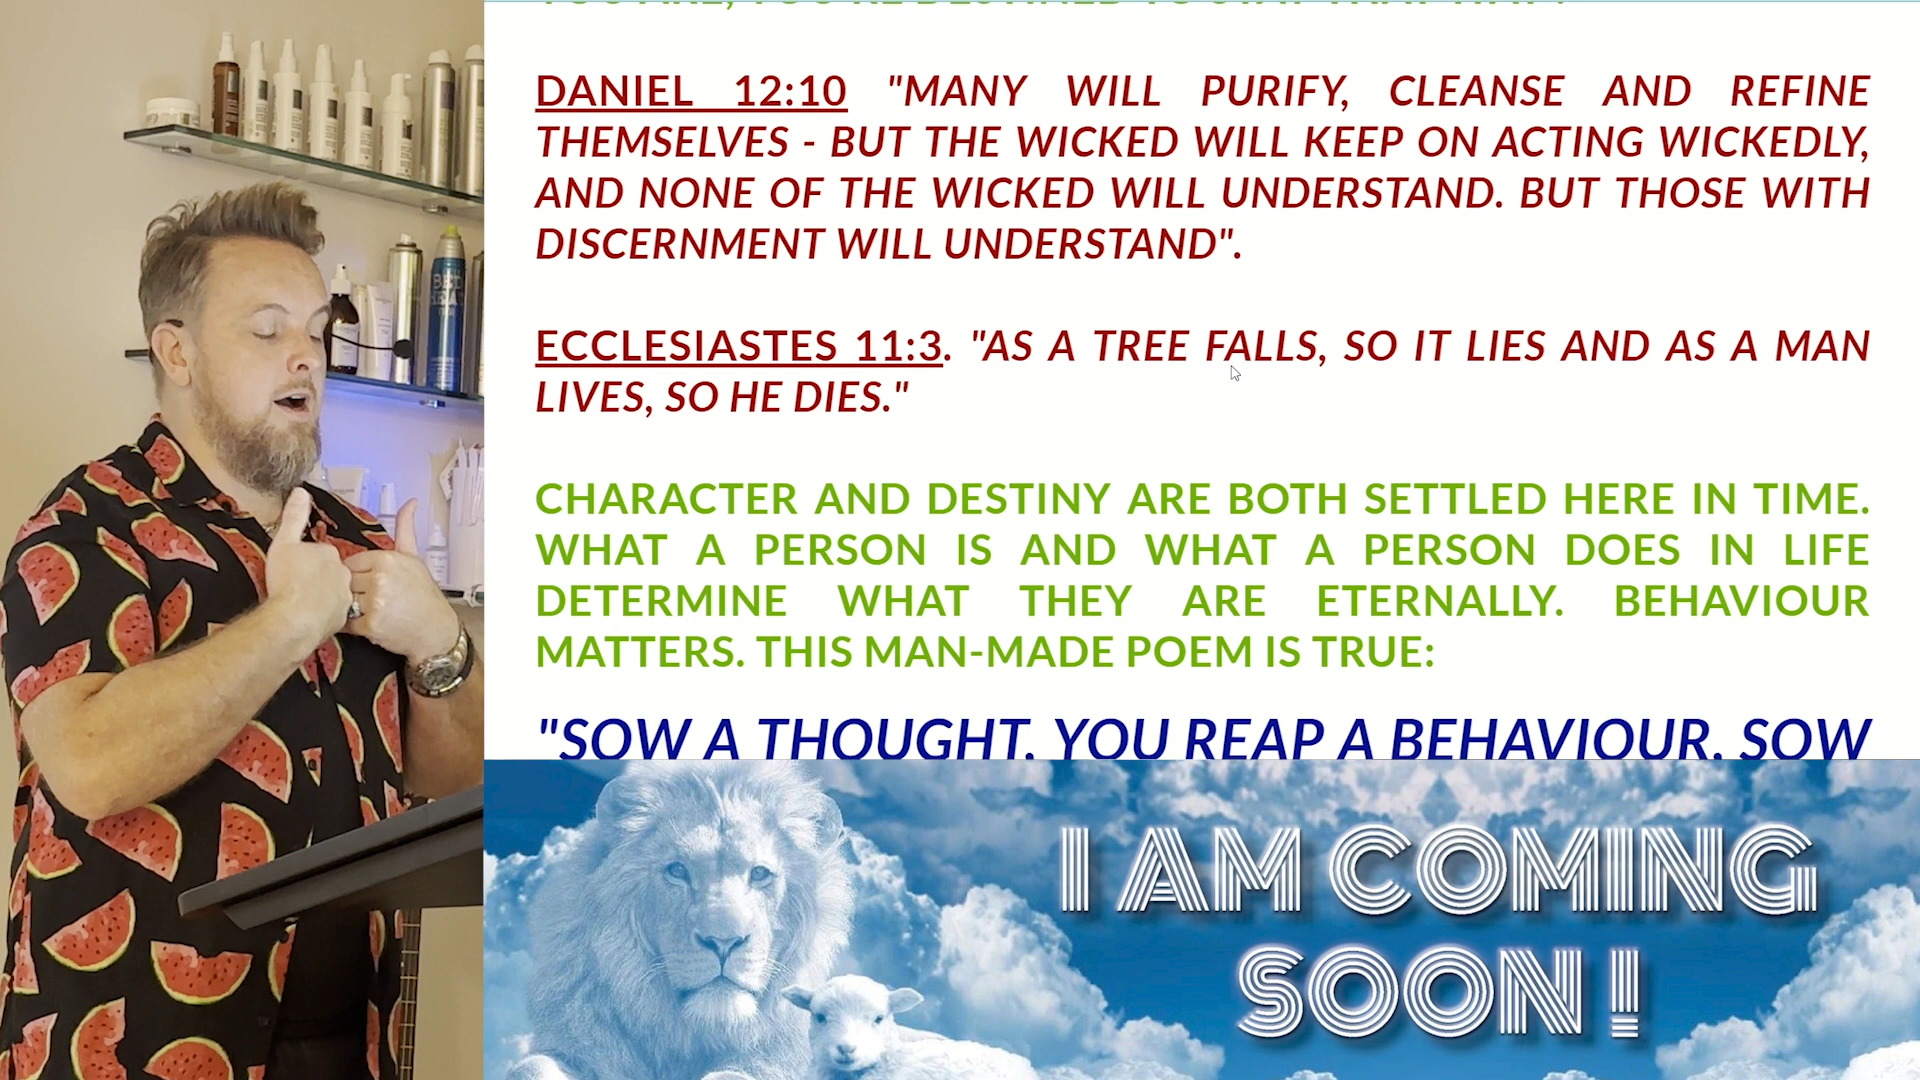 DANIEL 12:10 "MANY WILL PURIFY, CLEANSE AND REFINE
THEMSELVES - BUT THE WICKED WILL KEEP ON ACTING WICKEDLY,
AND NONE OF THE WICKED WILL UNDERSTAND. BUT THOSE WITH
DISCERNMENT WILL UNDERSTAND".
ECCLESIASTES 11:3. "AS A TREE FALLS, SO IT LIES AND AS A MAN
LIVES, SO HE DIES."
CHARACTER AND DESTINY ARE BOTH SETTLED HERE IN TIME.
WHAT A PERSON IS AND WHAT A PERSON DOES IN LIFE
DETERMINE WHAT THEY ARE ETERNALLY. BEHAVIOUR
MATTERS. THIS MAN-MADE POEM IS TRUE:
"SOW A THOUGHT, YOU REAP A BEHAVIOUR. SOW
I AM COMING
SOON!
BED
HEAD